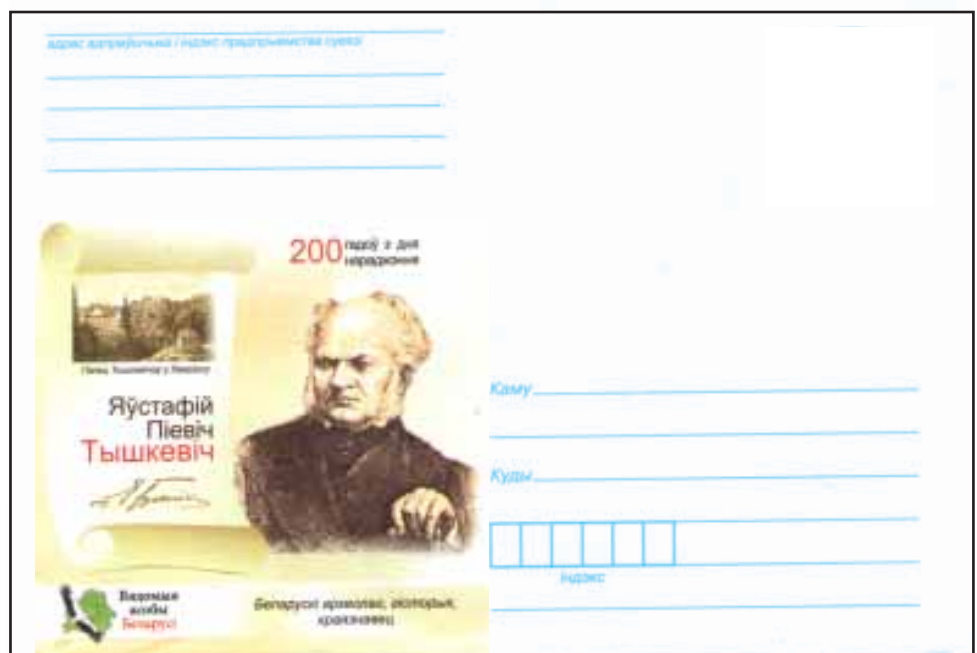 адрас адпраўшчыка і індэкс прадпрыемства сувязі
200 гадоў з дня
нараджэння
Яўстафій
Піевіч
Тышкевіч
Вядомыя
асобы
Беларусі
Беларускі археолаг, гісторык,
краязнавец
Каму
Куды
Індэкс